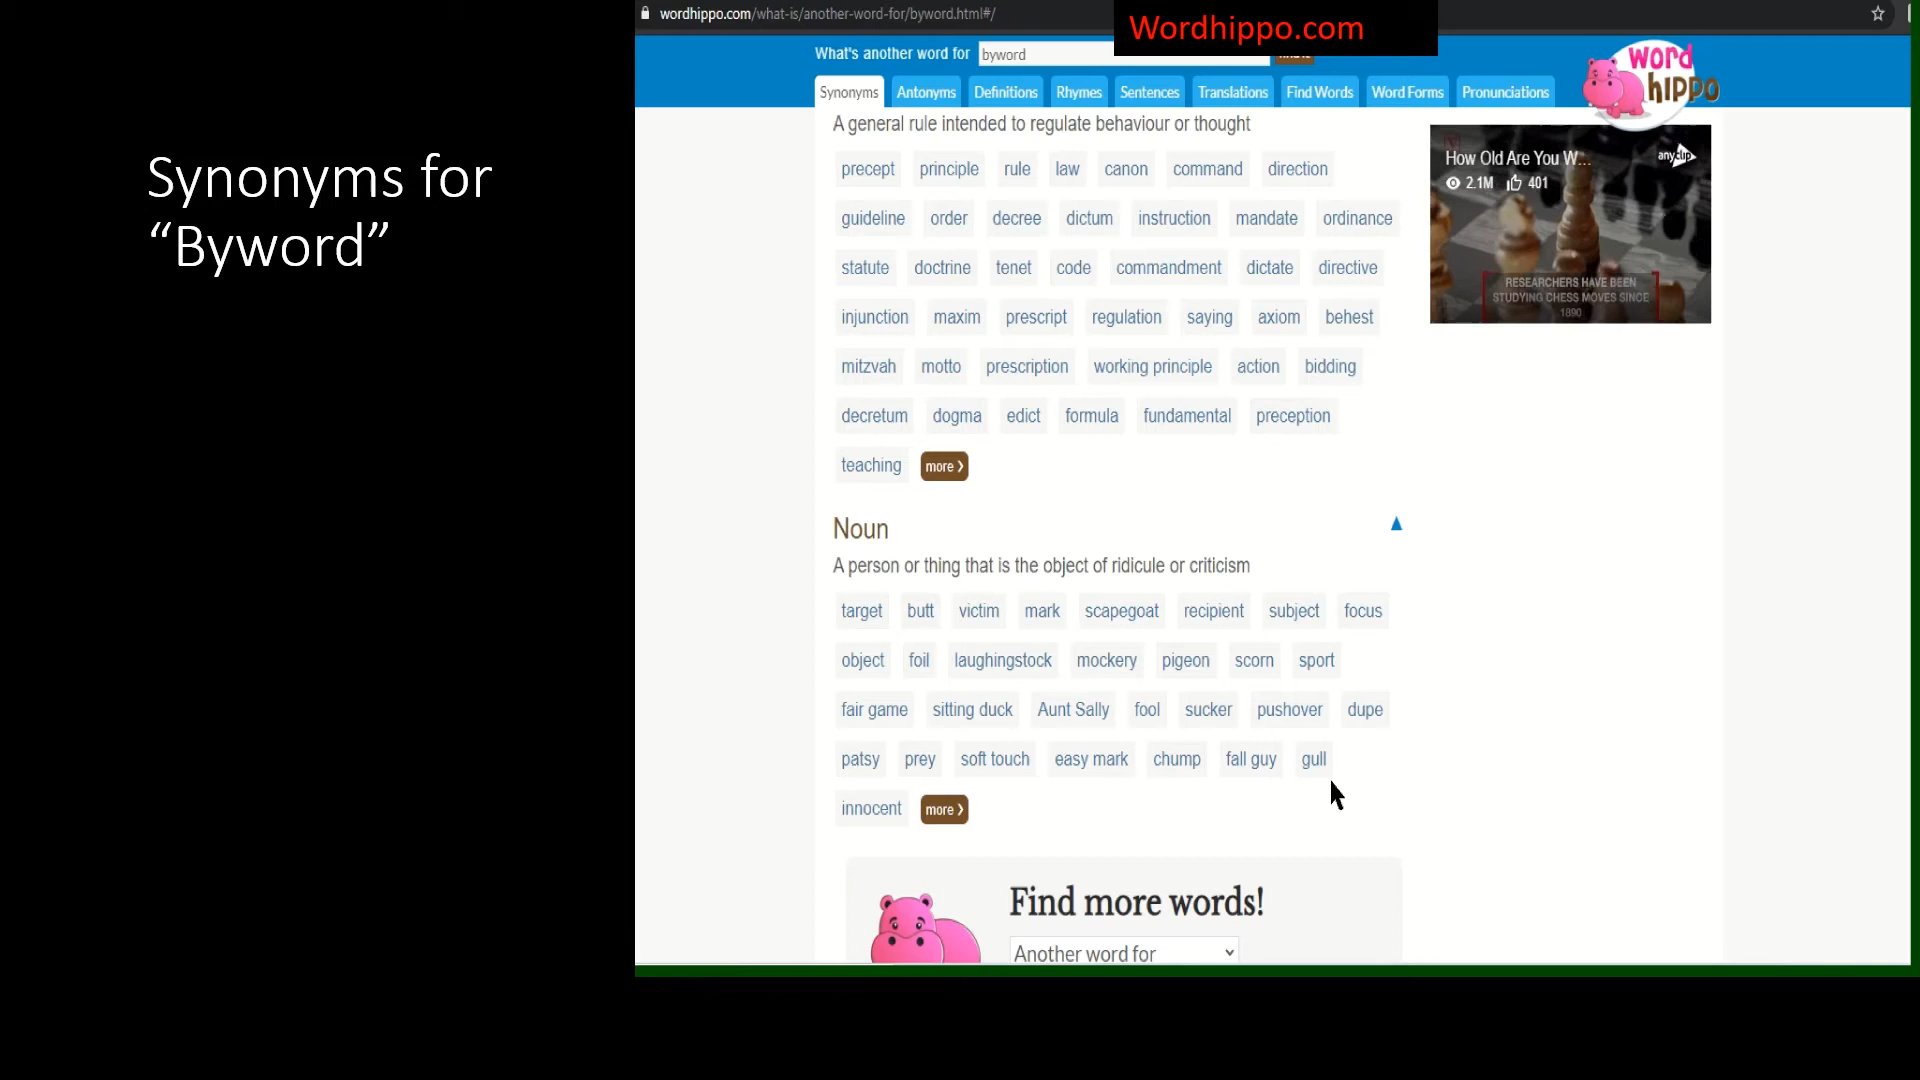 Synonyms for
“Byword”
wordhippo.com/what-is/another-word-for/byword.html#/
Wordhippo.com
What's another word for byword
word
hippo
Synonyms Antonyms Definitions Rhymes Sentences Translations Find Words Word Forms Pronunciations
A general rule intended to regulate behaviour or thought
precept principle rule law canon command direction
guideline order decree dictum instruction mandate ordinance
statute doctrine tenet code commandment dictate directive
injunction maxim prescript regulation saying axiom behest
mitzvah motto prescription working principle action bidding
decretum dogma edict formula fundamental preception
teaching more ❯
How Old Are You W...
anyclip
2.1M 401
RESEARCHERS HAVE BEEN
STUDYING CHESS MOVES SINCE
1890
Noun
A person or thing that is the object of ridicule or criticism
target butt victim mark scapegoat recipient subject focus
object foil laughingstock mockery pigeon scorn sport
fair game sitting duck Aunt Sally fool sucker pushover dupe
patsy prey soft touch easy mark chump fall guy gull
innocent more ❯
Find more words!
Another word for